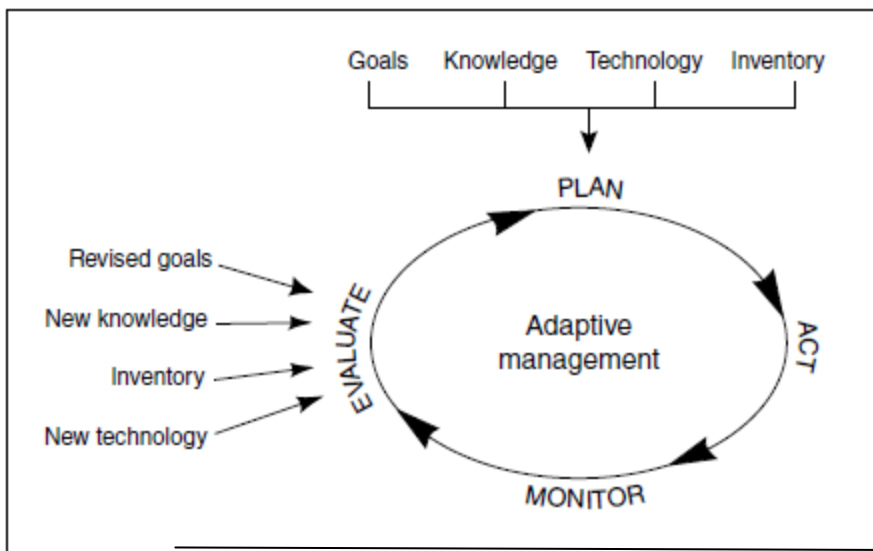 Goals Knowledge Technology Inventory
PLAN
Revised goals
New knowledge
Inventory
New technology
EVALUATE
Adaptive
management
ACT
MONITOR